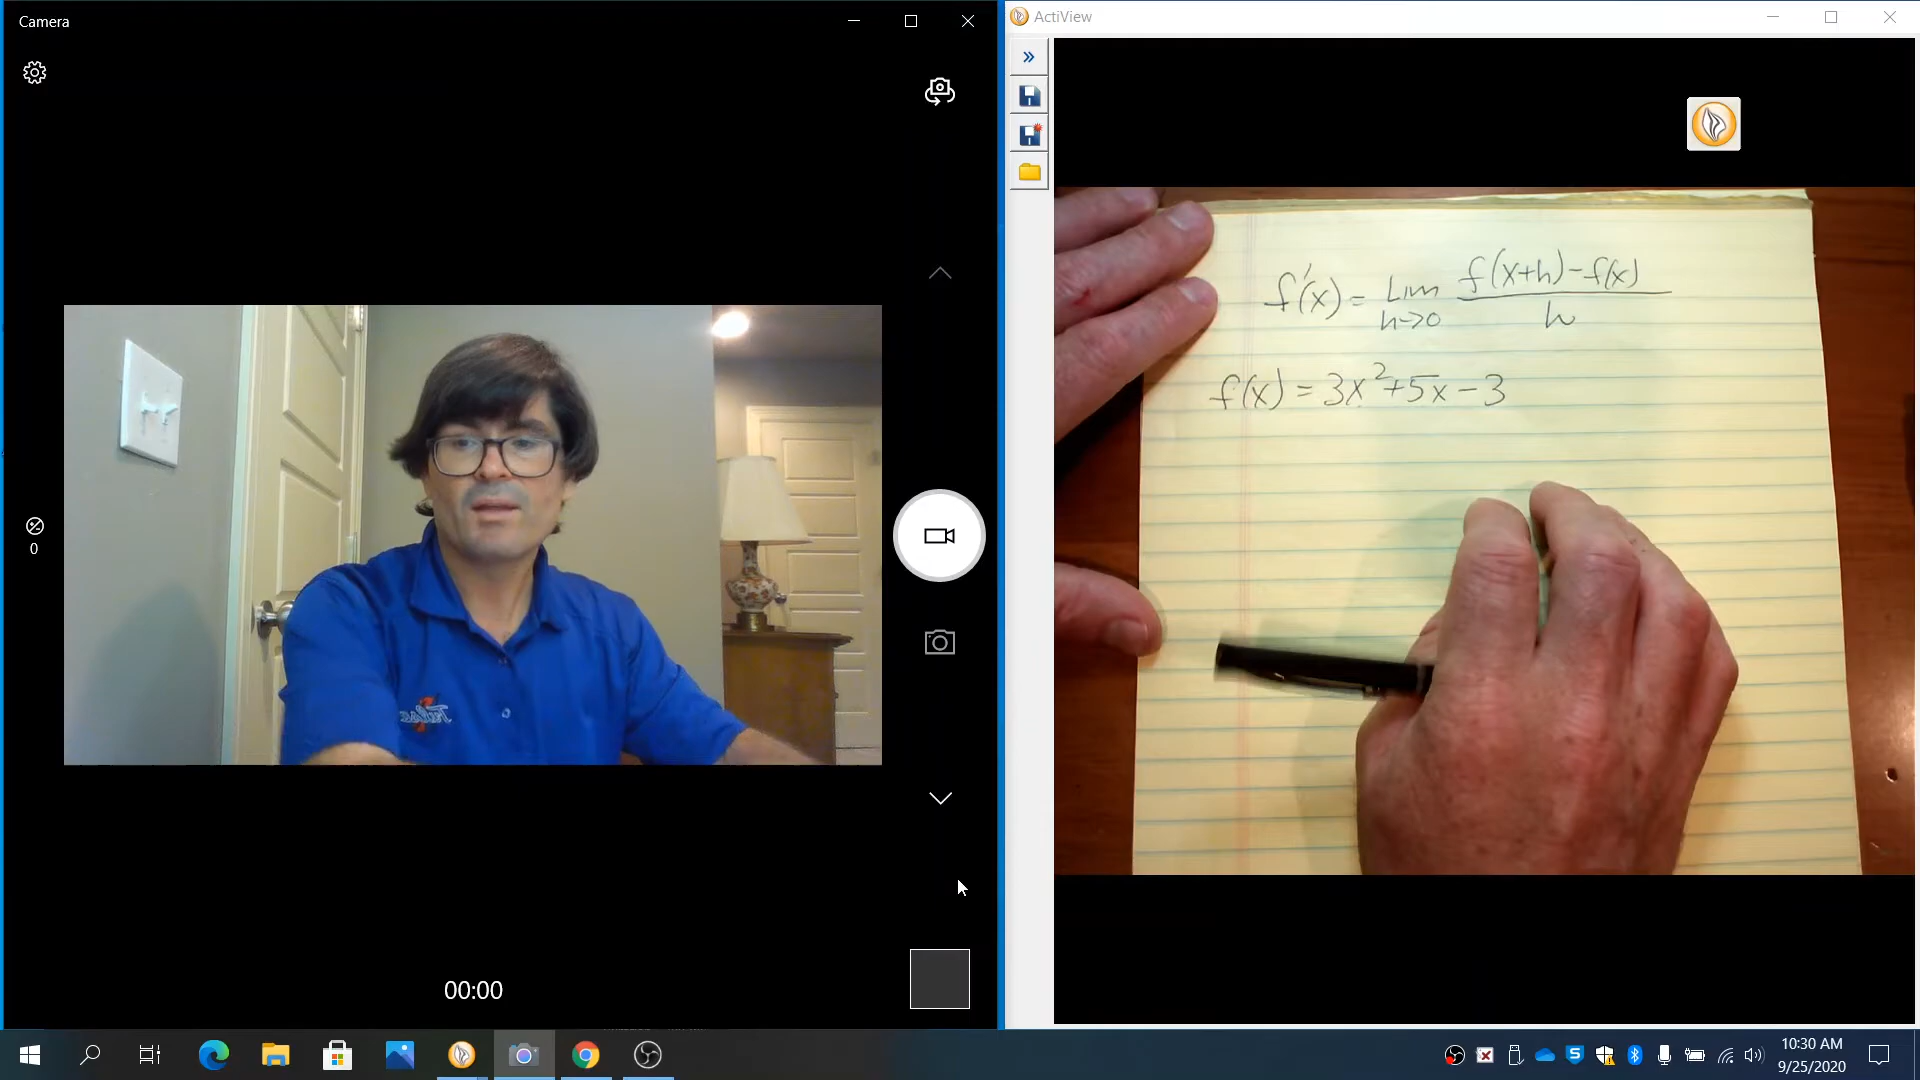 Camera
ActiView
f'(x) = Lim h→0 f(x+h)-f(x) / h
f(x) = 3x²+5x-3
0
00:00
10:30 AM
9/25/2020